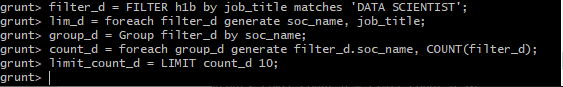 grunt> filter_d = FILTER h1b by job_title matches 'DATA SCIENTIST';
grunt> lim_d = foreach filter_d generate soc_name, job_title;
grunt> group_d = Group filter_d by soc_name;
grunt> count_d = foreach group_d generate filter_d.soc_name, COUNT(filter_d);
grunt> limit_count_d = LIMIT count_d 10;
grunt>